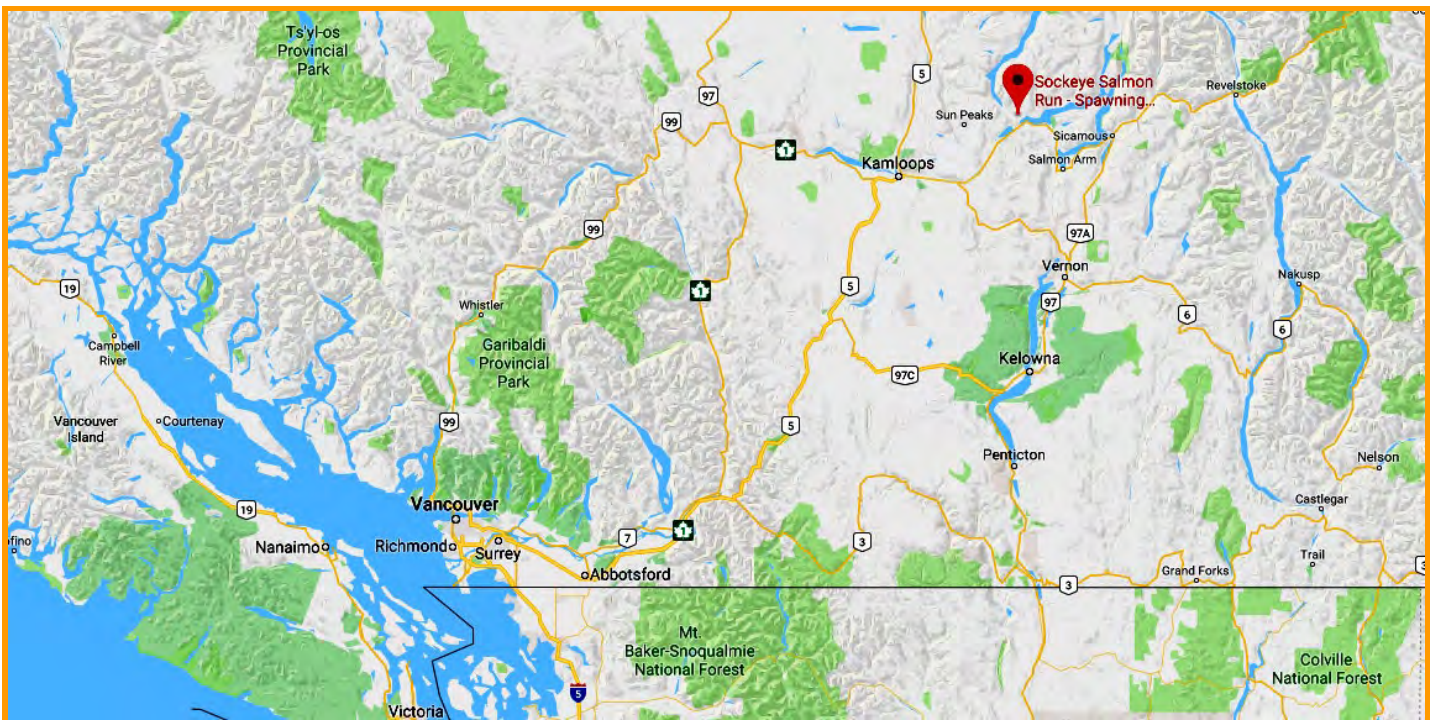 Ts'yl-os
Provincial
Park
5
97
99
Sockeye Salmon
Run - Spawning...
Revelstoke
Sun Peaks
Sicamous
1
Kamloops
Salmon Arm
99
97A
Vernon
Nakusp
19
1
5
97
Whistler
6
6
Campbell
River
Garibaldi
Provincial
Park
Kelowna
97C
Vancouver
Island
Courtenay
99
5
Penticton
Nelson
Castlegar
19
Vancouver
Nanaimo
Richmond
Surrey
7
1
3
Trail
Abbotsford
Grand Forks
3
Mt.
Baker-Snoqualmie
National Forest
Colville
National Forest
5
Victoria